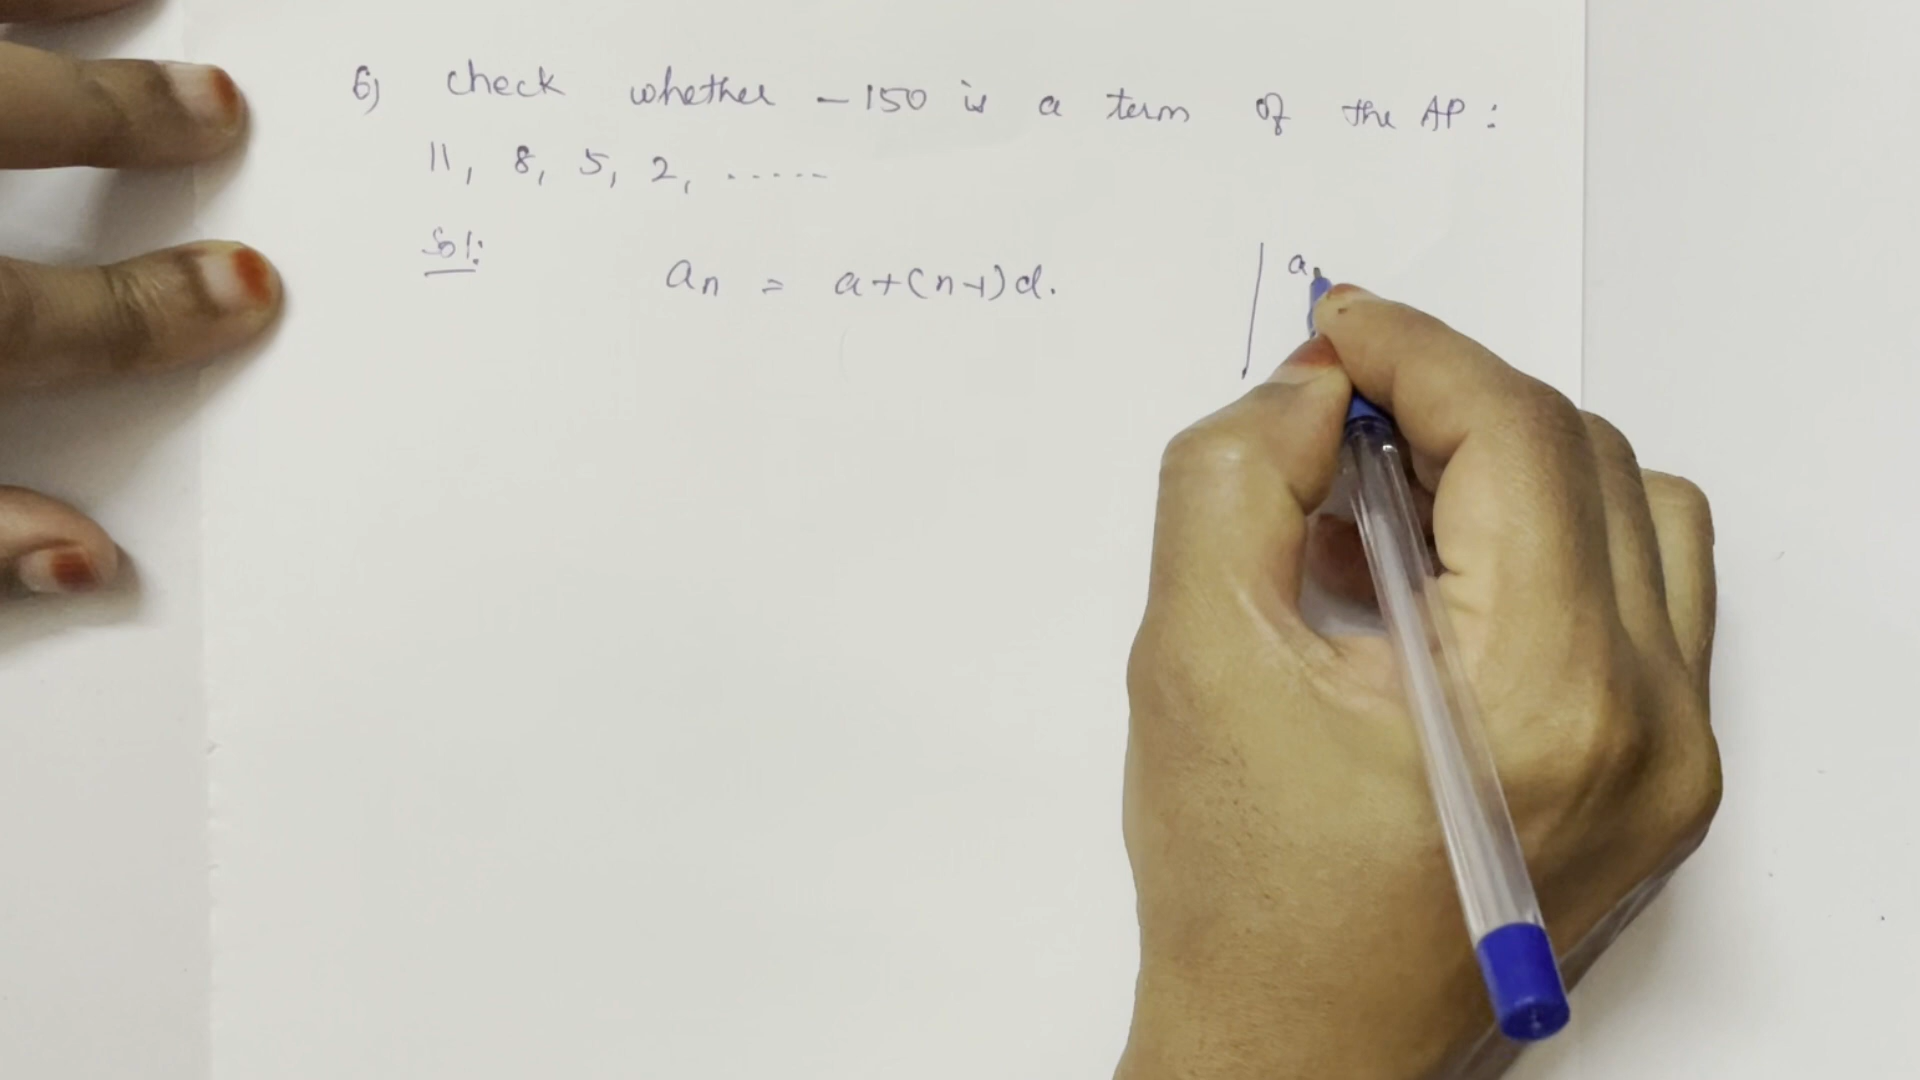 6) check whether -150 is a term of the AP :
11, 8, 5, 2, ......
Sol:
an = a+(n-1)d.
a